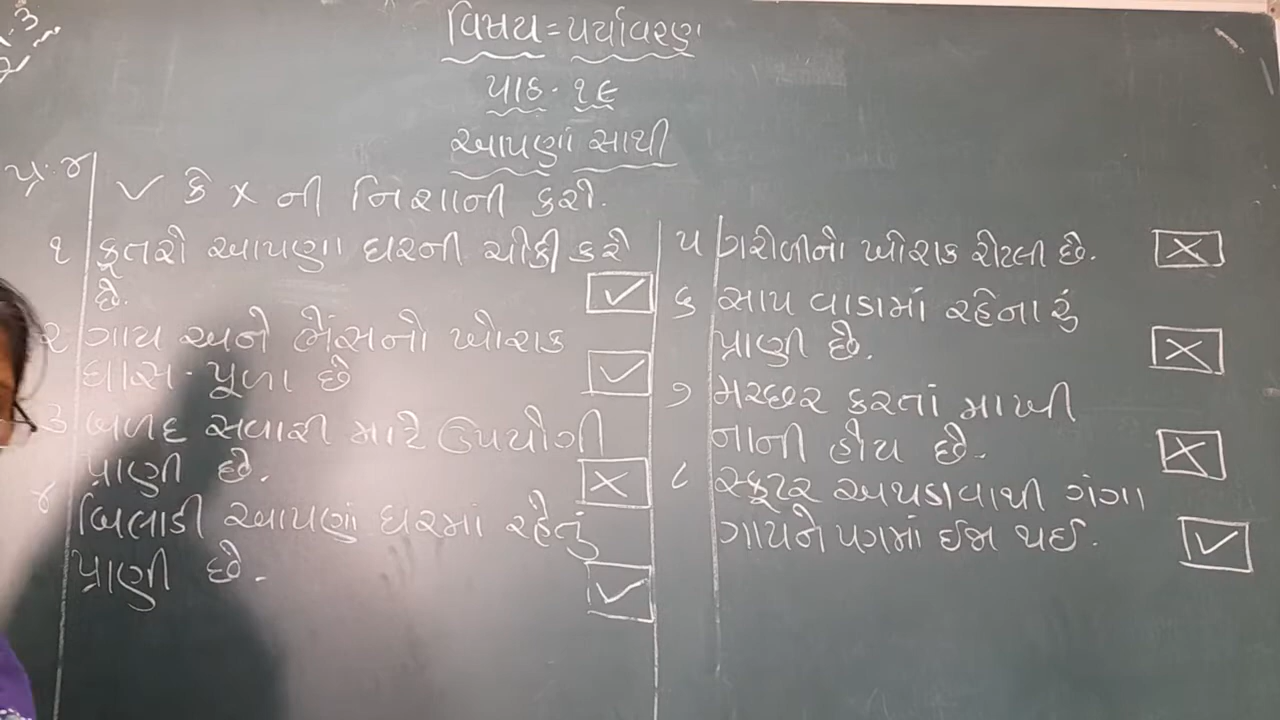 વિષય = પર્યાવરણ
પાઠ - ૧૯
આપણાં સાથી
પ્ર.૪ ✓ કે × ની નિશાની કરો.
૧ કૂતરો આપણા ઘરની ચોકી કરે
છે. ✓
૨ ગાય અને ભેંસનો ખોરાક
ઘાસ - પૂળા છે ✓
૩ બળદ સવારી માટે ઉપયોગી
પ્રાણી છે. ×
૪ બિલાડી આપણાં ઘરમાં રહેતું
પ્રાણી છે. ✓
૫ ગરોળીનો ખોરાક રોટલી છે. ×
૬ સાપ વાડામાં રહેનારું
પ્રાણી છે. ×
૭ મચ્છર કરતાં માખી
નાની હોય છે. ×
૮ સ્કૂટર અથડાવાથી ગંગા
ગાયને પગમાં ઈજા થઈ. ✓